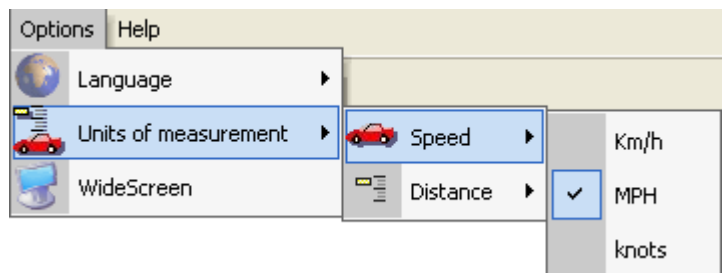 Options Help
Language
Units of measurement
WideScreen
Speed
Distance
Km/h
MPH
knots